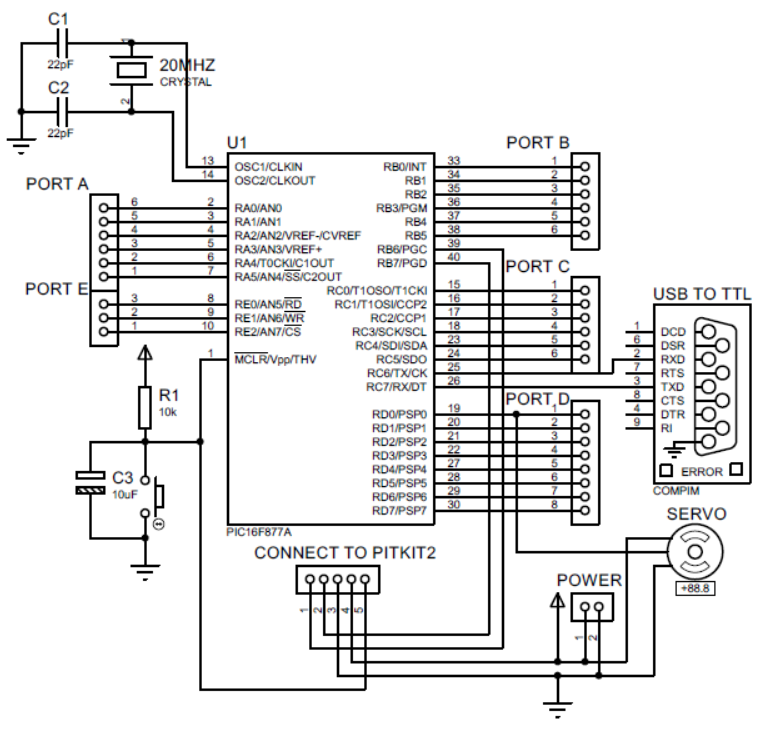 C1
22pF
C2
22pF
1
2
20MHZ
CRYSTAL
U1
13 OSC1/CLKIN
14 OSC2/CLKOUT
PORT A
6 2 RA0/AN0
5 3 RA1/AN1
4 4 RA2/AN2/VREF-/CVREF
3 5 RA3/AN3/VREF+
2 6 RA4/T0CKI/C1OUT
1 7 RA5/AN4/SS/C2OUT
PORT E
3 8 RE0/AN5/RD
2 9 RE1/AN6/WR
1 10 RE2/AN7/CS
1 MCLR/Vpp/THV
PORT B
RB0/INT 33 1
RB1 34 2
RB2 35 3
RB3/PGM 36 4
RB4 37 5
RB5 38 6
RB6/PGC 39
RB7/PGD 40
PORT C
RC0/T1OSO/T1CKI 15 1
RC1/T1OSI/CCP2 16 2
RC2/CCP1 17 3
RC3/SCK/SCL 18 4
RC4/SDI/SDA 23 5
RC5/SDO 24 6
RC6/TX/CK 25
RC7/RX/DT 26
PORT D
RD0/PSP0 19 1
RD1/PSP1 20 2
RD2/PSP2 21 3
RD3/PSP3 22 4
RD4/PSP4 27 5
RD5/PSP5 28 6
RD6/PSP6 29 7
RD7/PSP7 30 8
PIC16F877A
USB TO TTL
1 DCD
6 DSR
2 RXD
7 RTS
3 TXD
8 CTS
4 DTR
9 RI
ERROR
COMPIM
R1
10k
C3
10uF
CONNECT TO PITKIT2
1 2 3 4 5
POWER
1 2
SERVO
+88.8